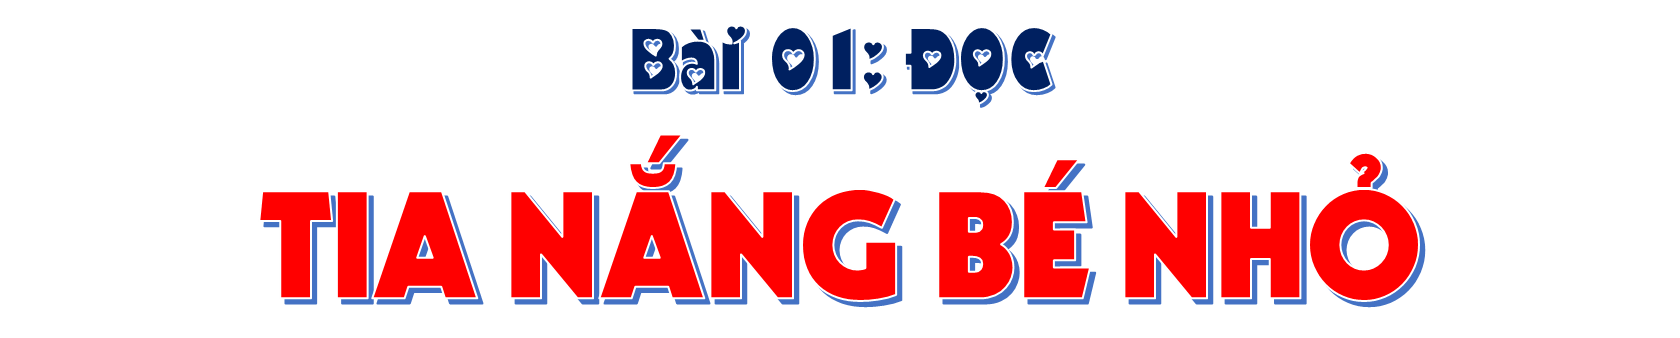 Bài 01: ĐỌC
TIA NẮNG BÉ NHỎ